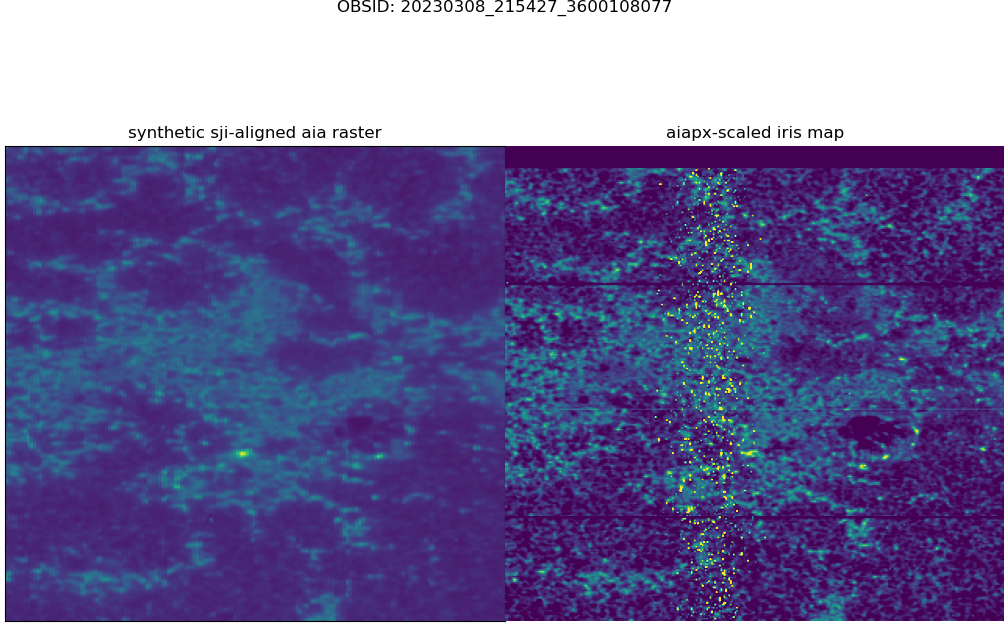 OBSID: 20230308_215427_3600108077
synthetic sji-aligned aia raster
aiapx-scaled iris map